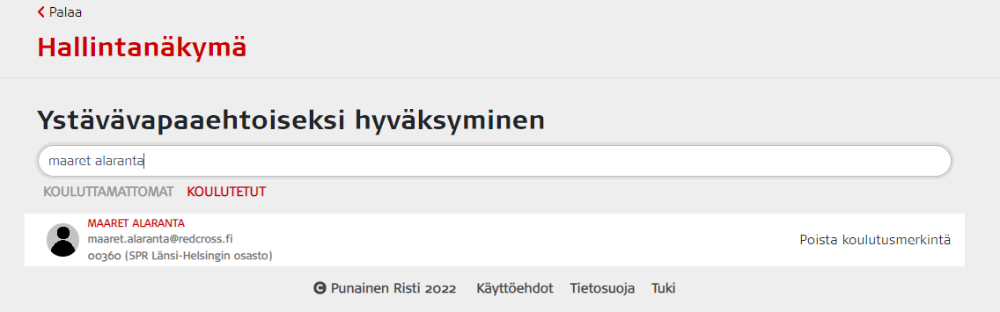 Palaa
Hallintanäkymä
Ystävävapaaehtoiseksi hyväksyminen
maaret alaranta
KOULUTTAMATTOMAT KOULUTETUT
MAARET ALARANTA
maaret.alaranta@redcross.fi
Poista koulutusmerkintä
00360 (SPR Länsi-Helsingin osasto)
© Punainen Risti 2022 Käyttöehdot Tietosuoja Tuki